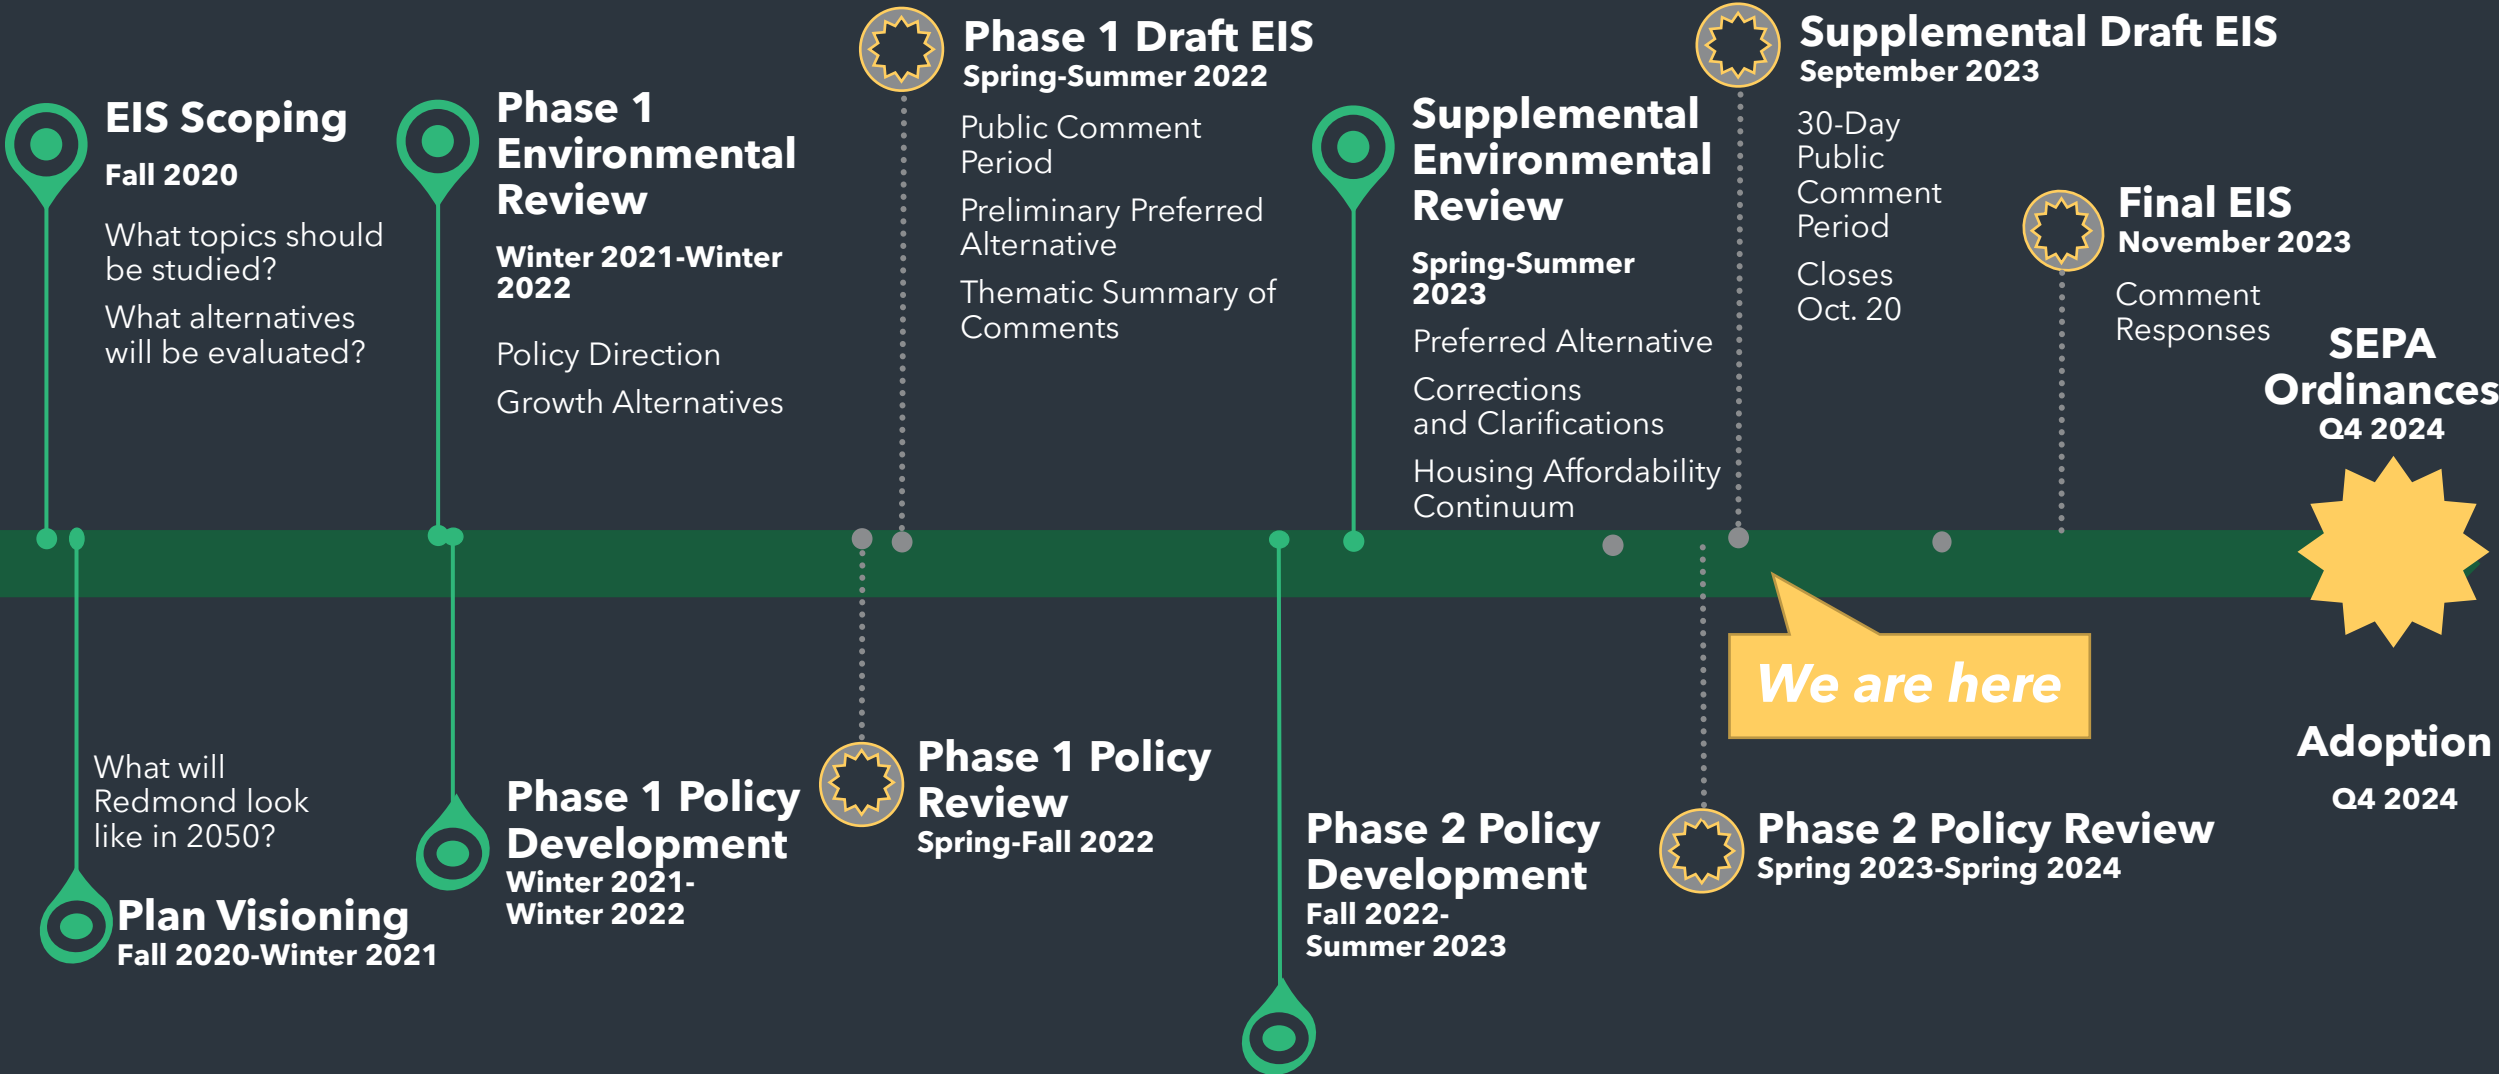 EIS Scoping
Fall 2020
What topics should
be studied?
What alternatives
will be evaluated?
Phase 1
Environmental
Review
Winter 2021-Winter
2022
Policy Direction
Growth Alternatives
Phase 1 Draft EIS
Spring-Summer 2022
Public Comment
Period
Preliminary Preferred
Alternative
Thematic Summary of
Comments
Supplemental
Environmental
Review
Spring-Summer
2023
Preferred Alternative
Corrections
and Clarifications
Housing Affordability
Continuum
Supplemental Draft EIS
September 2023
30-Day
Public
Comment
Period
Closes
Oct. 20
Final EIS
November 2023
Comment
Responses
SEPA
Ordinances
Q4 2024
What will
Redmond look
like in 2050?
Plan Visioning
Fall 2020-Winter 2021
Phase 1 Policy
Development
Winter 2021-
Winter 2022
Phase 1 Policy
Review
Spring-Fall 2022
Phase 2 Policy
Development
Fall 2022-
Summer 2023
We are here
Phase 2 Policy Review
Spring 2023-Spring 2024
Adoption
Q4 2024